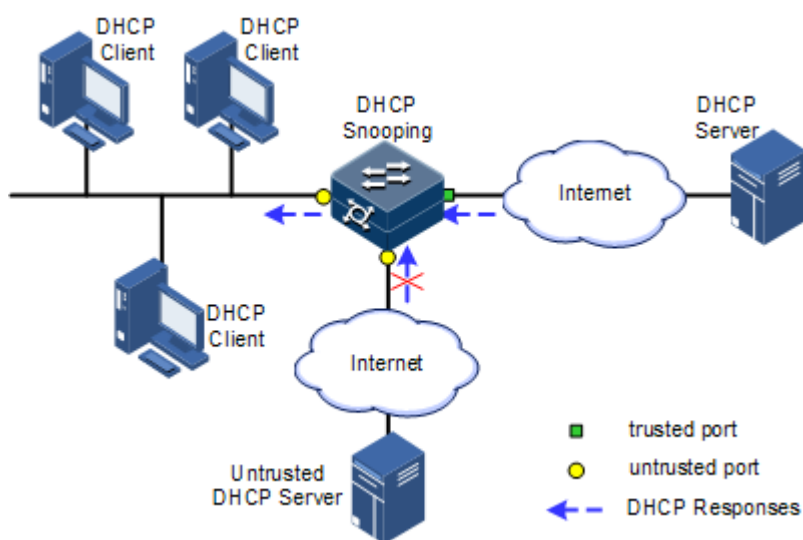 DHCP
Client
DHCP
Client
DHCP
Snooping
DHCP
Server
Internet
DHCP
Client
Internet
Untrusted
DHCP Server
trusted port
untrusted port
DHCP Responses